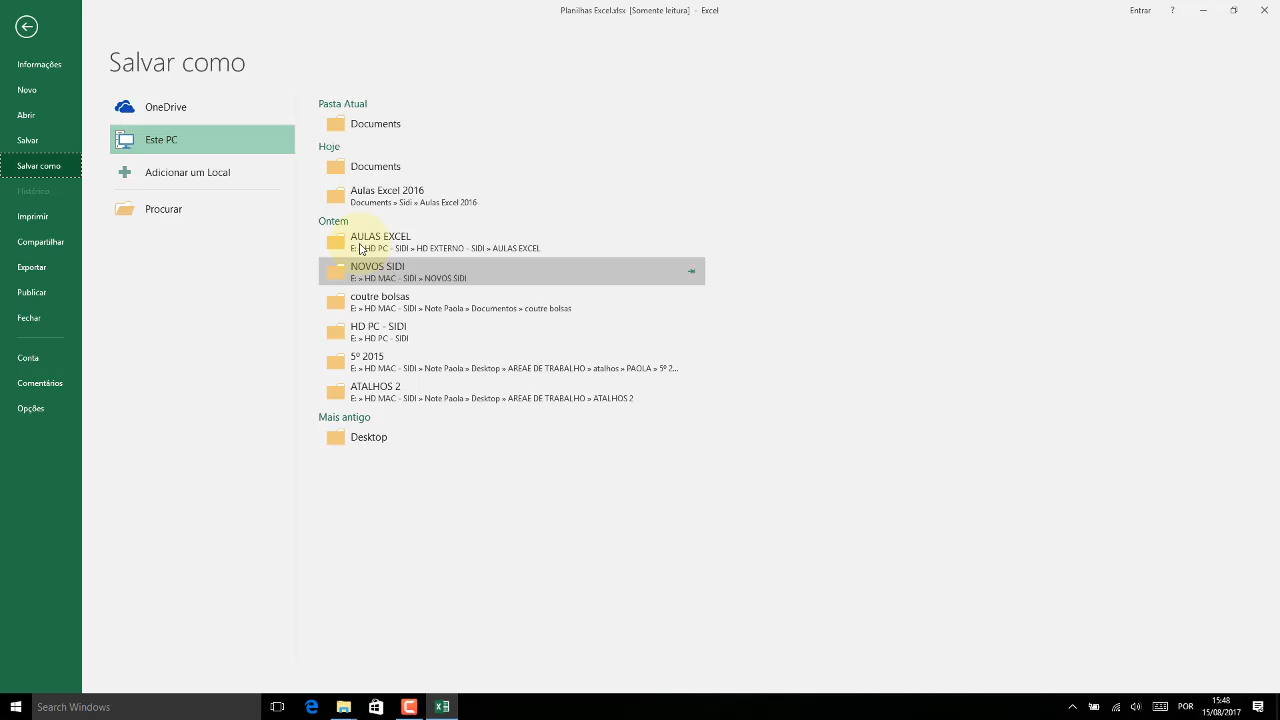 Planilhas Excel.xlsx [Somente leitura] - Excel
Entrar
?
Informações
Novo
Abrir
Salvar
Salvar como
Histórico
Imprimir
Compartilhar
Exportar
Publicar
Fechar
Conta
Comentários
Opções
Salvar como
OneDrive
Este PC
Adicionar um Local
Procurar
Pasta Atual
Documents
Hoje
Documents
Aulas Excel 2016
Documents » Sidi » Aulas Excel 2016
Ontem
AULAS EXCEL
E: » HD PC - SIDI » HD EXTERNO - SIDI » AULAS EXCEL
NOVOS SIDI
E: » HD MAC - SIDI » NOVOS SIDI
coutre bolsas
E: » HD MAC - SIDI » Note Paola » Documentos » coutre bolsas
HD PC - SIDI
E: » HD PC - SIDI
5º 2015
E: » HD MAC - SIDI » Note Paola » Desktop » AREAE DE TRABALHO » atalhos » PAOLA » 5º 2...
ATALHOS 2
E: » HD MAC - SIDI » Note Paola » Desktop » AREAE DE TRABALHO » ATALHOS 2
Mais antigo
Desktop
Search Windows
POR
15:48
15/08/2017